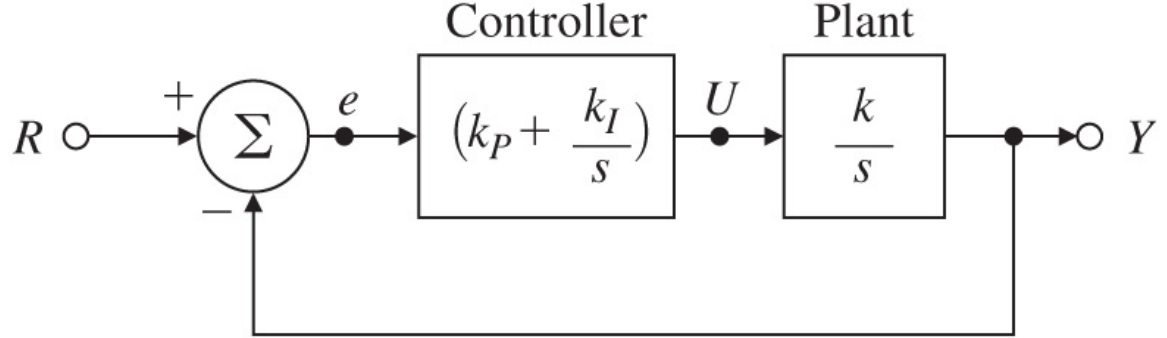 Controller
Plant
R
+
Σ
−
e
(k_P + k_I/s)
U
k/s
Y